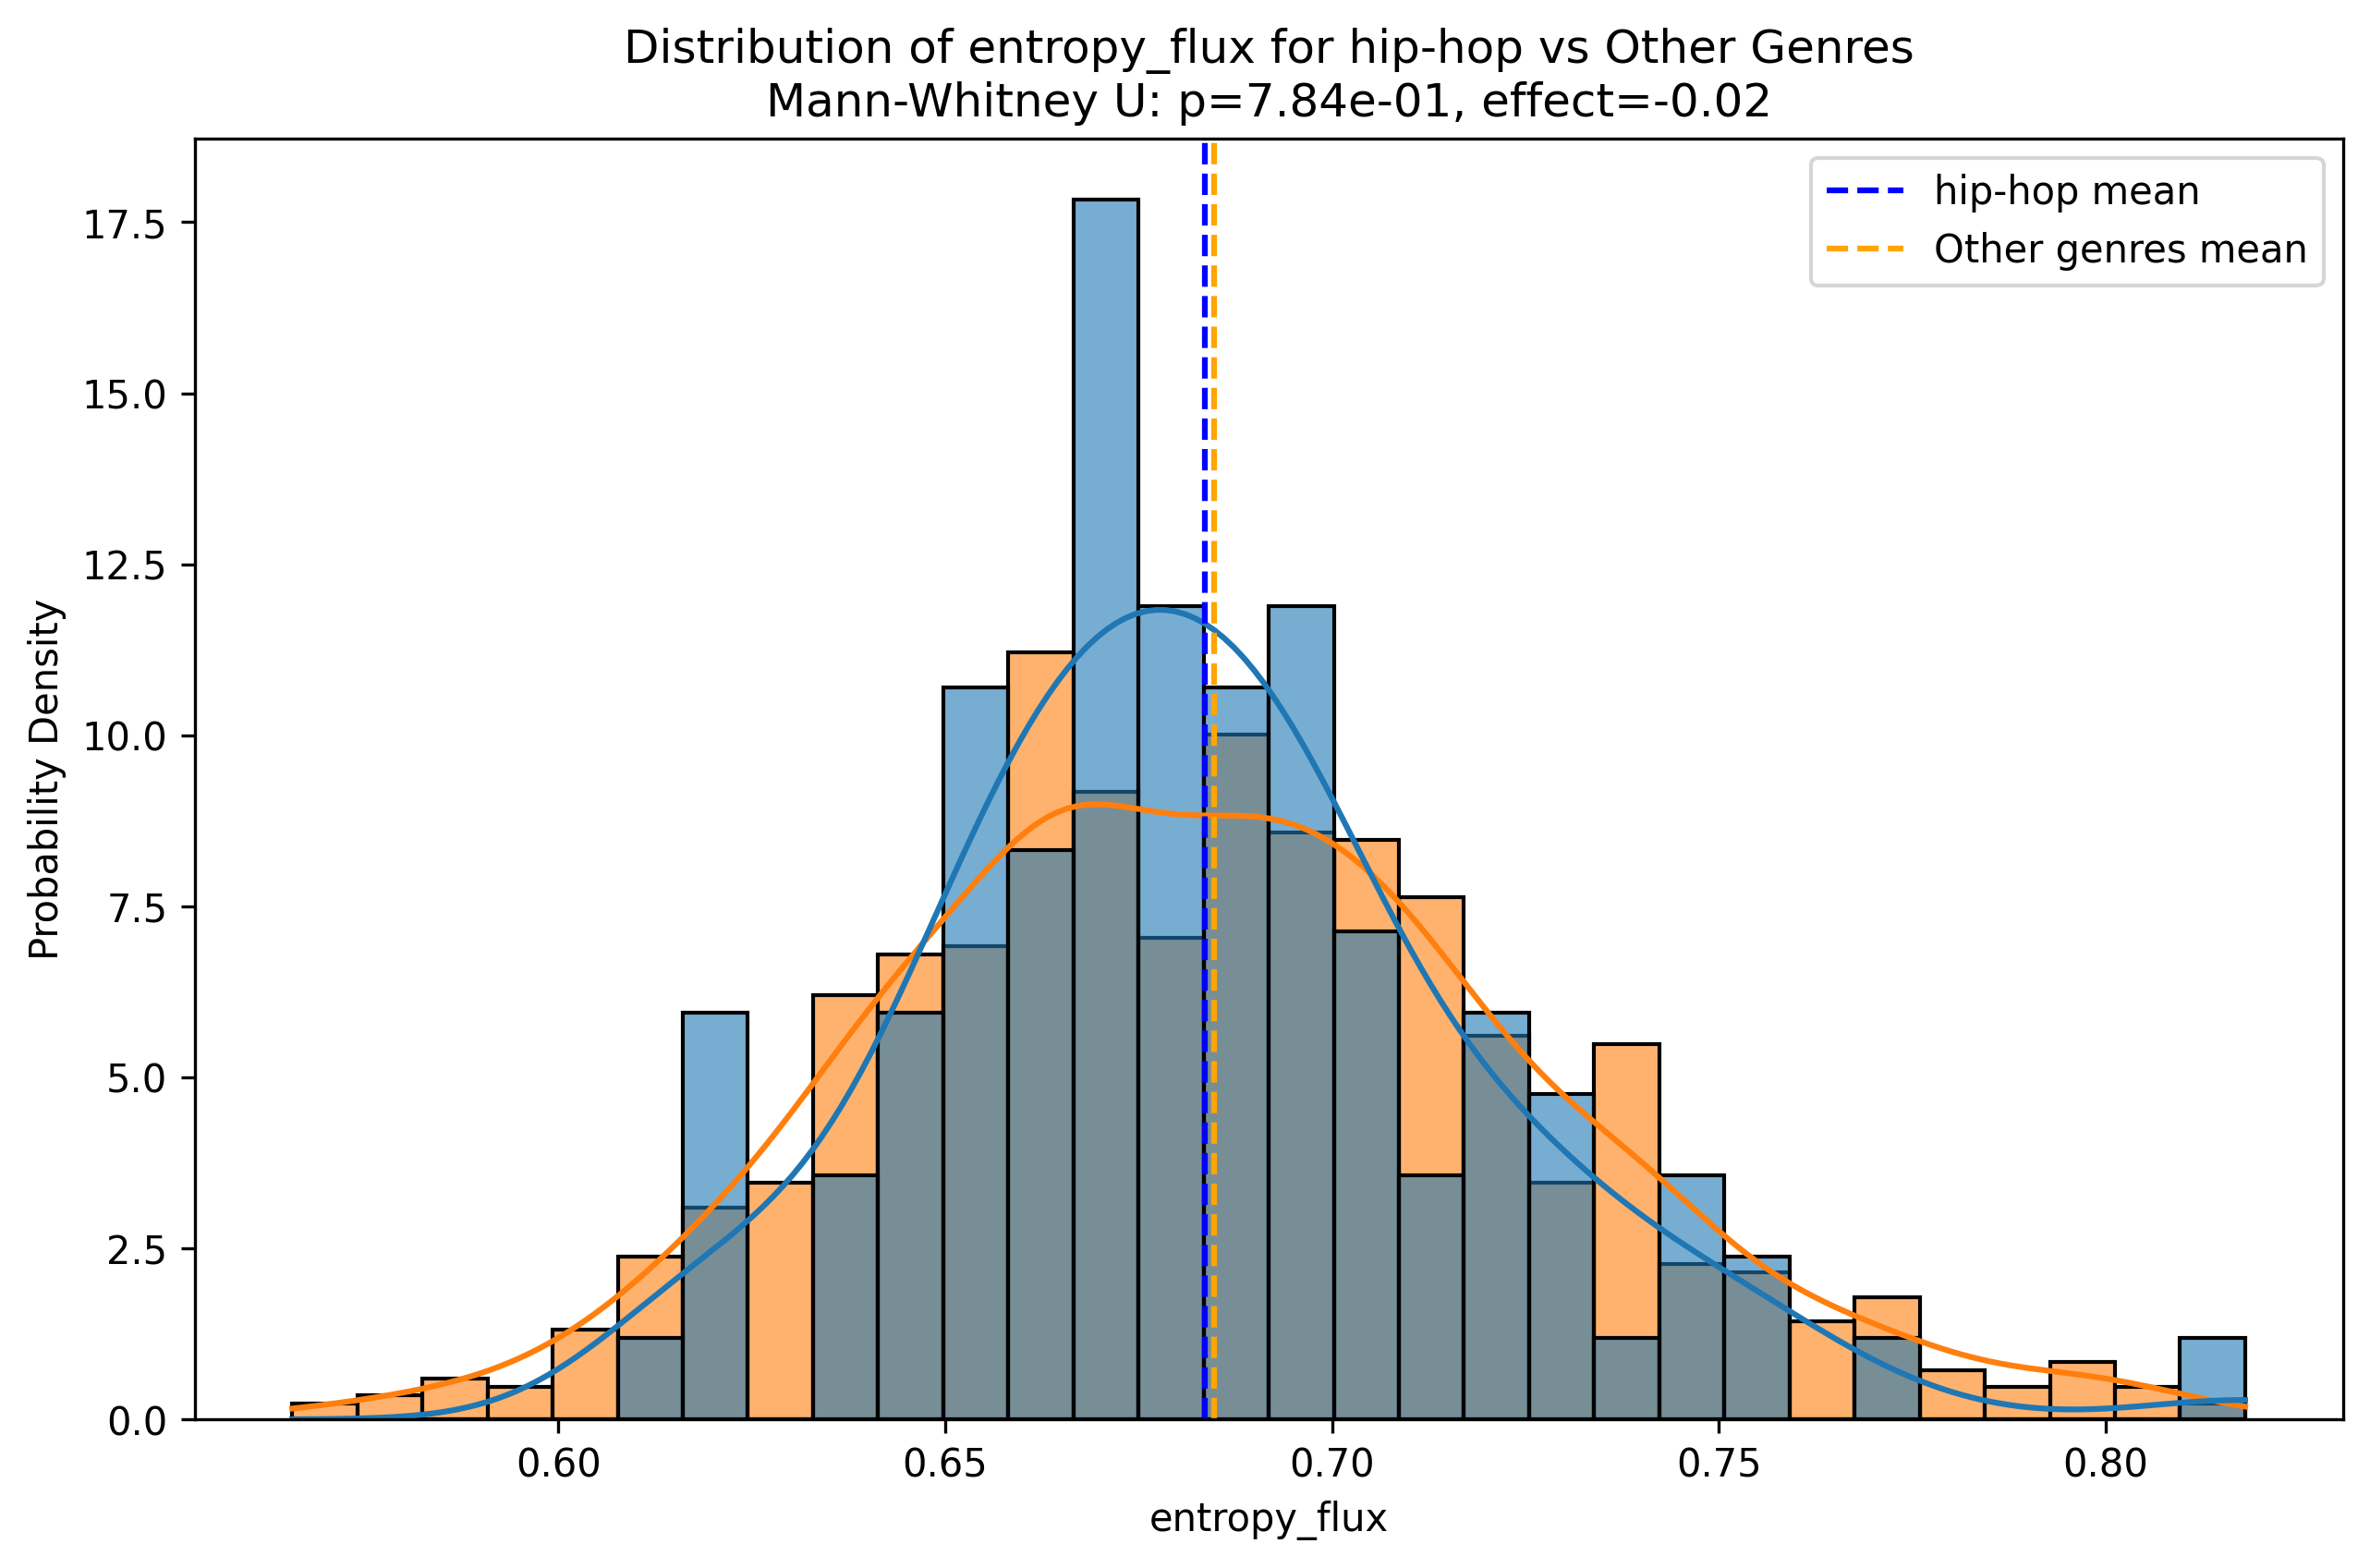 Distribution of entropy_flux for hip-hop vs Other Genres
Mann-Whitney U: p=7.84e-01, effect=-0.02
hip-hop mean
Other genres mean
Probability Density
17.5
15.0
12.5
10.0
7.5
5.0
2.5
0.0
0.60
0.65
0.70
0.75
0.80
entropy_flux